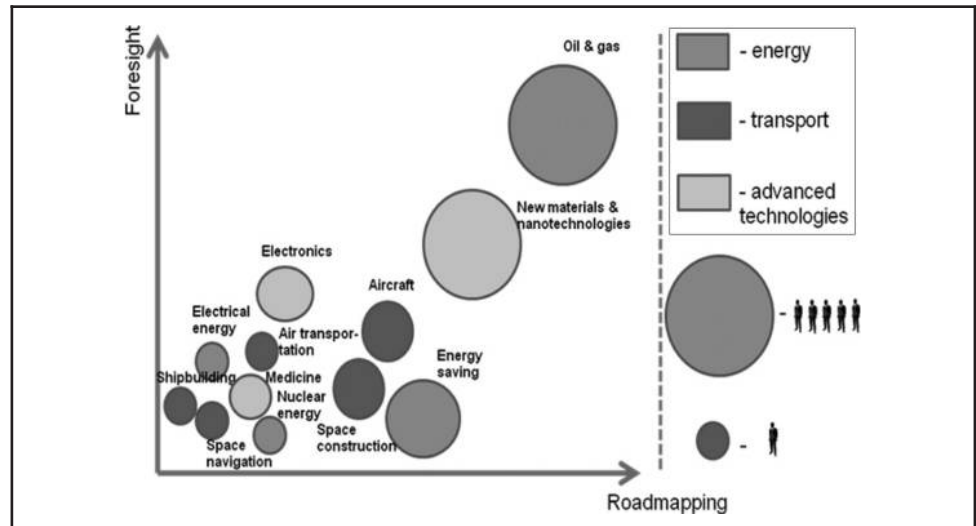 Foresight
Oil & gas
New materials &
nanotechnologies
Electronics
Aircraft
Electrical
energy
Air transpor-
tation
Energy
saving
Shipbuilding
Medicine
Nuclear
energy
Space
navigation
Space
construction
Roadmapping
- energy
- transport
- advanced
technologies
-
-